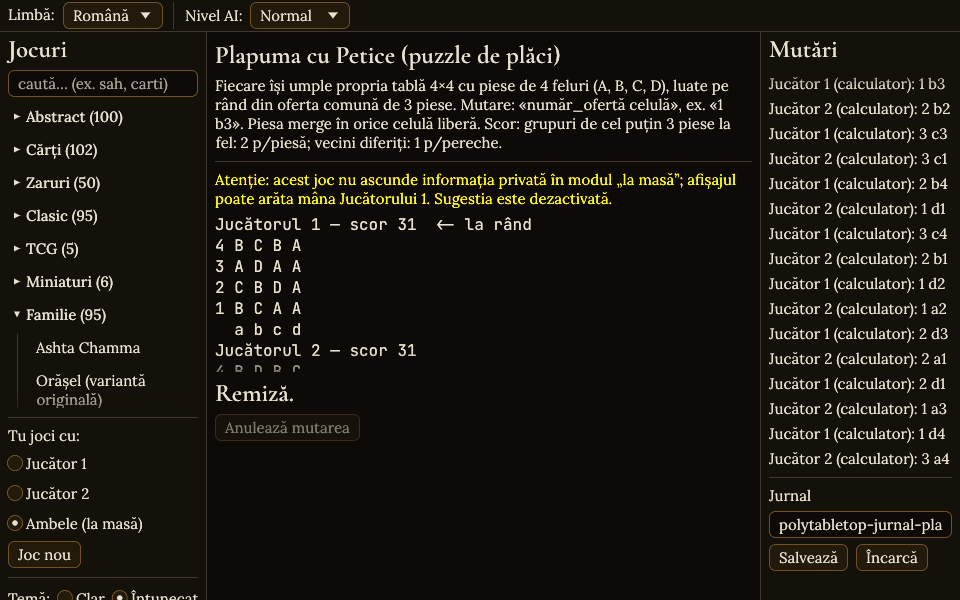 Limbă: Română ▼ Nivel AI: Normal ▼
Jocuri
caută... (ex. sah, carti)
▸ Abstract (100)
▸ Cărți (102)
▸ Zaruri (50)
▸ Clasic (95)
▸ TCG (5)
▸ Miniaturi (6)
▾ Familie (95)
Ashta Chamma
Orășel (variantă
originală)
Tu joci cu:
Jucător 1
Jucător 2
Ambele (la masă)
Joc nou
Temă: Clar Întunecat
Plapuma cu Petice (puzzle de plăci)
Fiecare își umple propria tablă 4×4 cu piese de 4 feluri (A, B, C, D), luate pe
rând din oferta comună de 3 piese. Mutare: «număr_ofertă celulă», ex. «1
b3». Piesa merge în orice celulă liberă. Scor: grupuri de cel puțin 3 piese la
fel: 2 p/piesă; vecini diferiți: 1 p/pereche.
Atenție: acest joc nu ascunde informația privată în modul „la masă”; afișajul
poate arăta mâna Jucătorului 1. Sugestia este dezactivată.
Jucătorul 1 — scor 31 ← la rând
4 B C B A
3 A D A A
2 C B D A
1 B C A A
a b c d
Jucătorul 2 — scor 31
4 B D B C
Remiză.
Anulează mutarea
Mutări
Jucător 1 (calculator): 1 b3
Jucător 2 (calculator): 2 b2
Jucător 1 (calculator): 3 c3
Jucător 2 (calculator): 3 c1
Jucător 1 (calculator): 2 b4
Jucător 2 (calculator): 1 d1
Jucător 1 (calculator): 3 c4
Jucător 2 (calculator): 2 b1
Jucător 1 (calculator): 1 d2
Jucător 2 (calculator): 1 a2
Jucător 1 (calculator): 2 d3
Jucător 2 (calculator): 2 a1
Jucător 1 (calculator): 2 d1
Jucător 2 (calculator): 1 a3
Jucător 1 (calculator): 1 d4
Jucător 2 (calculator): 3 a4
Jurnal
polytabletop-jurnal-pla
Salvează Încarcă